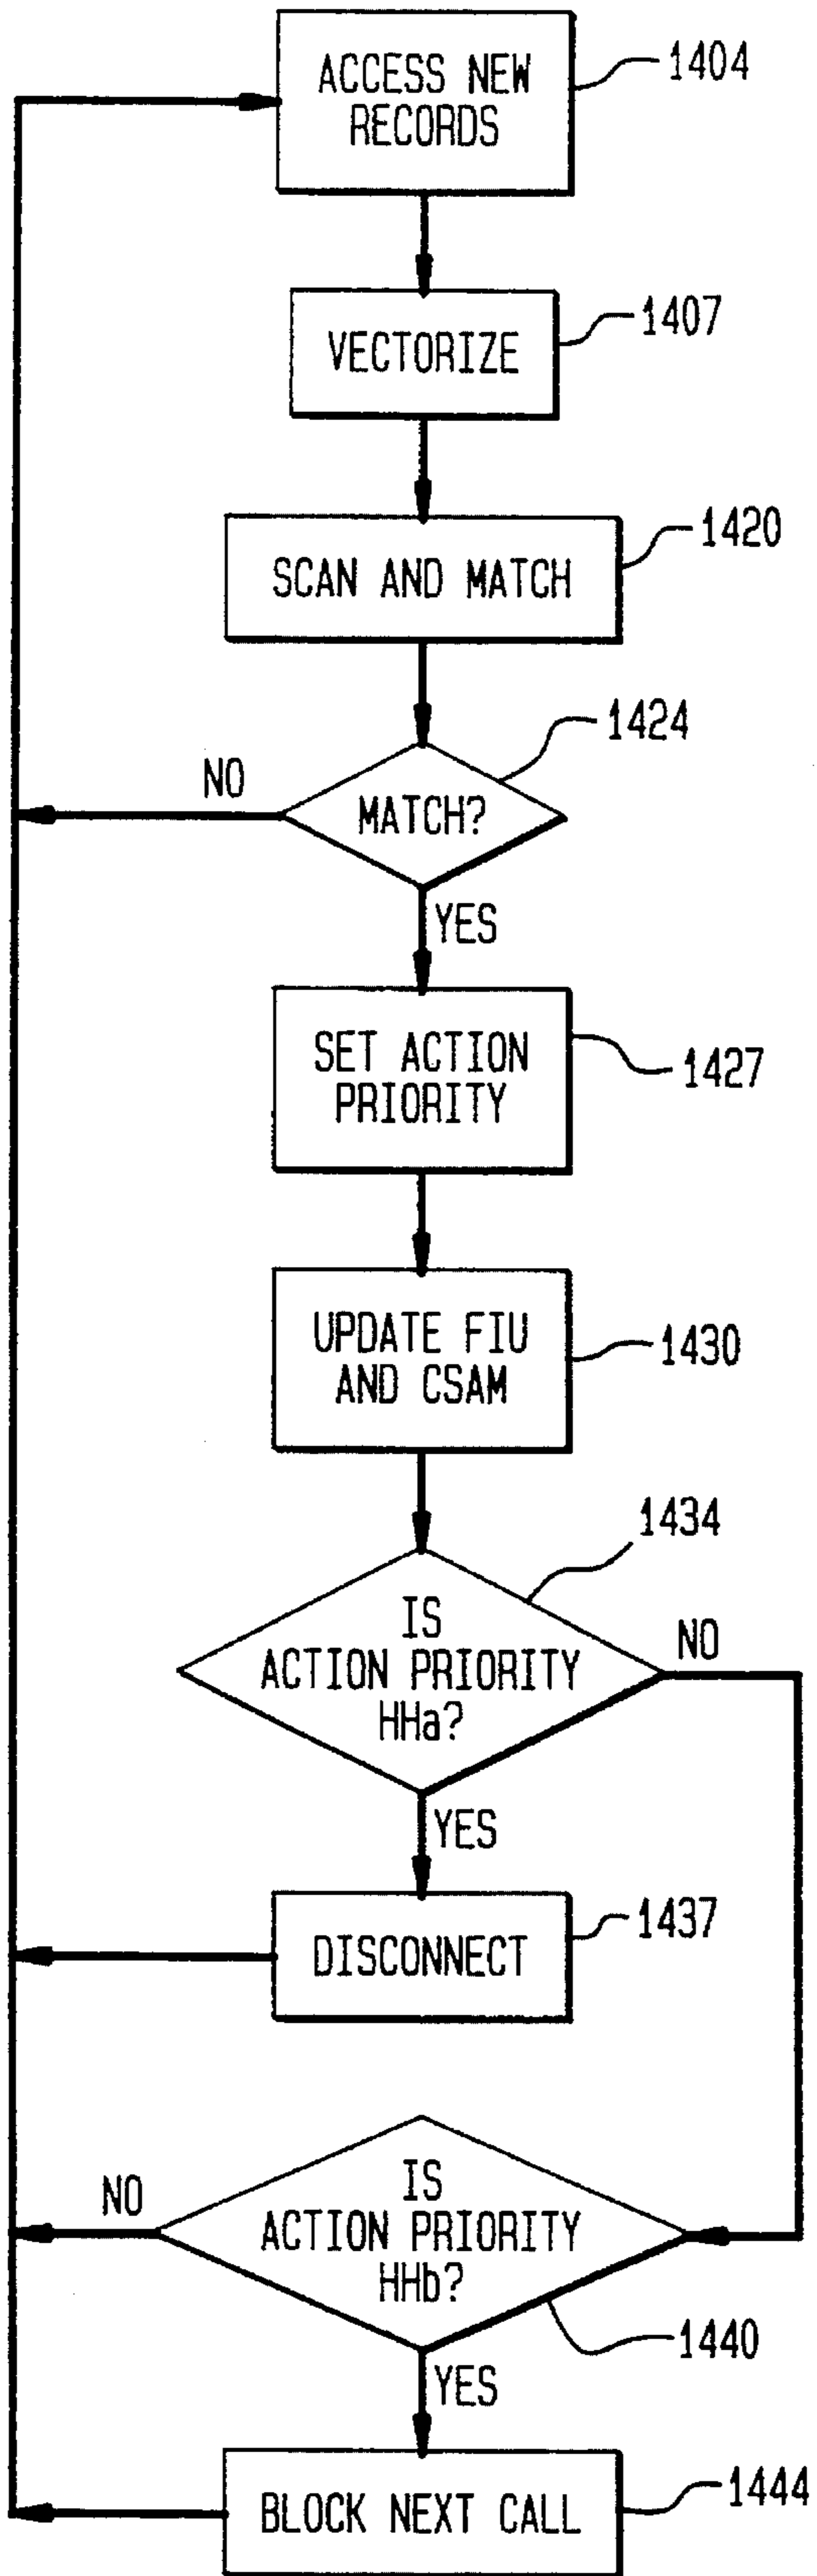 ACCESS NEW
RECORDS
1404
VECTORIZE
1407
SCAN AND MATCH
1420
MATCH?
1424
NO
YES
SET ACTION
PRIORITY
1427
UPDATE FIU
AND CSAM
1430
IS
ACTION PRIORITY
HHa?
1434
NO
YES
DISCONNECT
1437
IS
ACTION PRIORITY
HHb?
1440
NO
YES
BLOCK NEXT CALL
1444